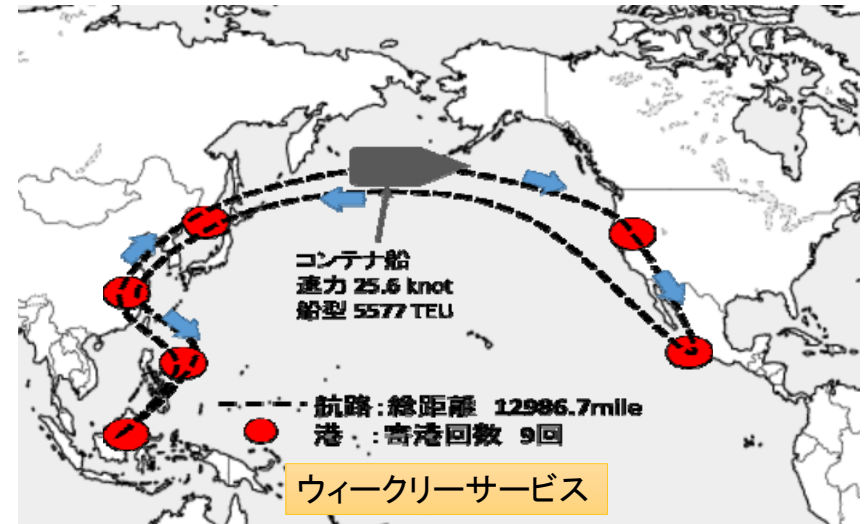 コンテナ船
速力 25.6 knot
船型 5577 TEU
航路:総距離 12986.7mile
港 :寄港回数 9回
ウィークリーサービス